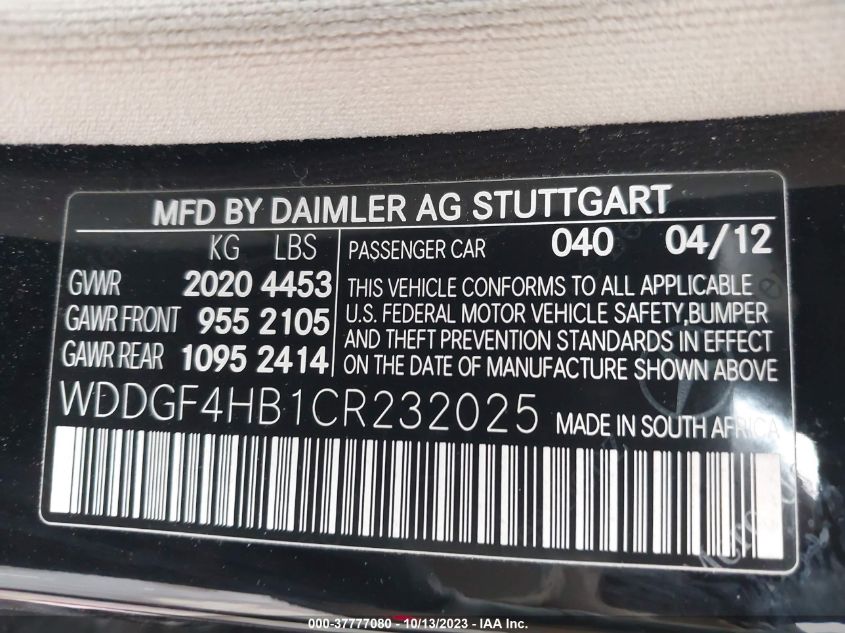 MFD BY DAIMLER AG STUTTGART
KG LBS
GVWR 2020 4453
GAWR FRONT 955 2105
GAWR REAR 1095 2414
PASSENGER CAR 040 04/12
THIS VEHICLE CONFORMS TO ALL APPLICABLE
U.S. FEDERAL MOTOR VEHICLE SAFETY,BUMPER
AND THEFT PREVENTION STANDARDS IN EFFECT
ON THE DATE OF MANUFACTURE SHOWN ABOVE
WDDGF4HB1CR232025 MADE IN SOUTH AFRICA
000-37777080 - 10/13/2023 - IAA Inc.